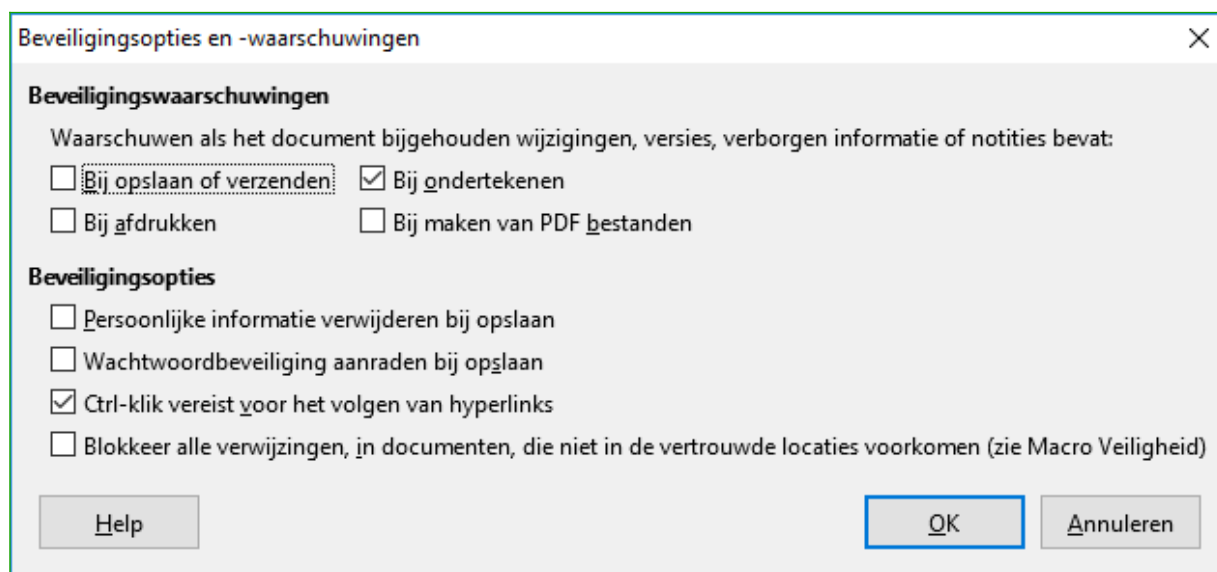 Beveiligingsopties en -waarschuwingen
Beveiligingswaarschuwingen
Waarschuwen als het document bijgehouden wijzigingen, versies, verborgen informatie of notities bevat:
Bij opslaan of verzenden Bij ondertekenen
Bij afdrukken Bij maken van PDF bestanden
Beveiligingsopties
Persoonlijke informatie verwijderen bij opslaan
Wachtwoordbeveiliging aanraden bij opslaan
Ctrl-klik vereist voor het volgen van hyperlinks
Blokkeer alle verwijzingen, in documenten, die niet in de vertrouwde locaties voorkomen (zie Macro Veiligheid)
Help OK Annuleren